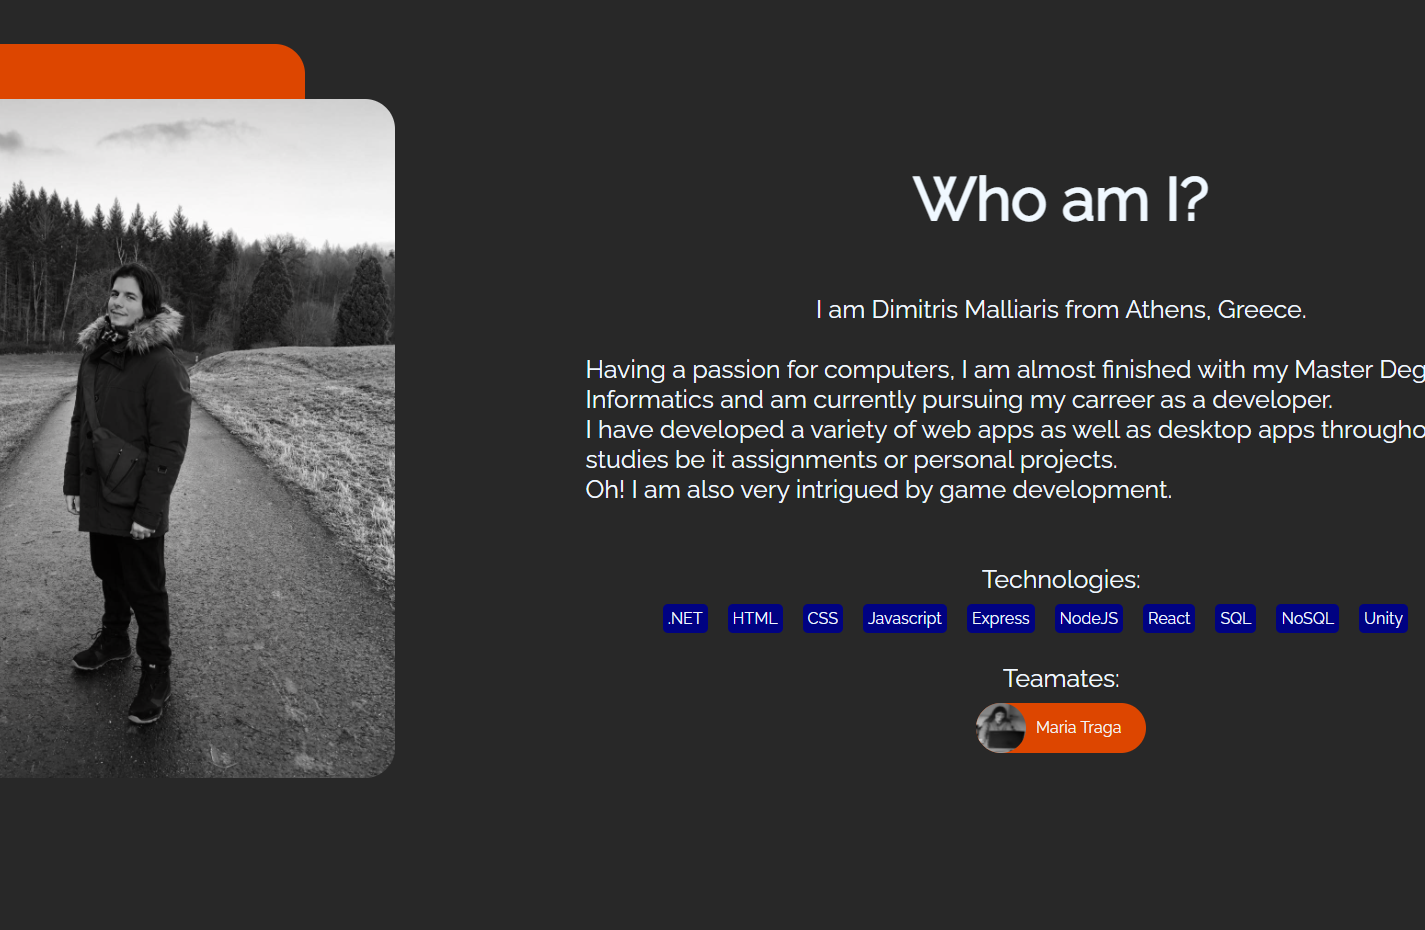 Who am I?
I am Dimitris Malliaris from Athens, Greece.
Having a passion for computers, I am almost finished with my Master Deg
Informatics and am currently pursuing my carreer as a developer.
I have developed a variety of web apps as well as desktop apps througho
studies be it assignments or personal projects.
Oh! I am also very intrigued by game development.
Technologies:
.NET HTML CSS Javascript Express NodeJS React SQL NoSQL Unity
Teamates:
Maria Traga